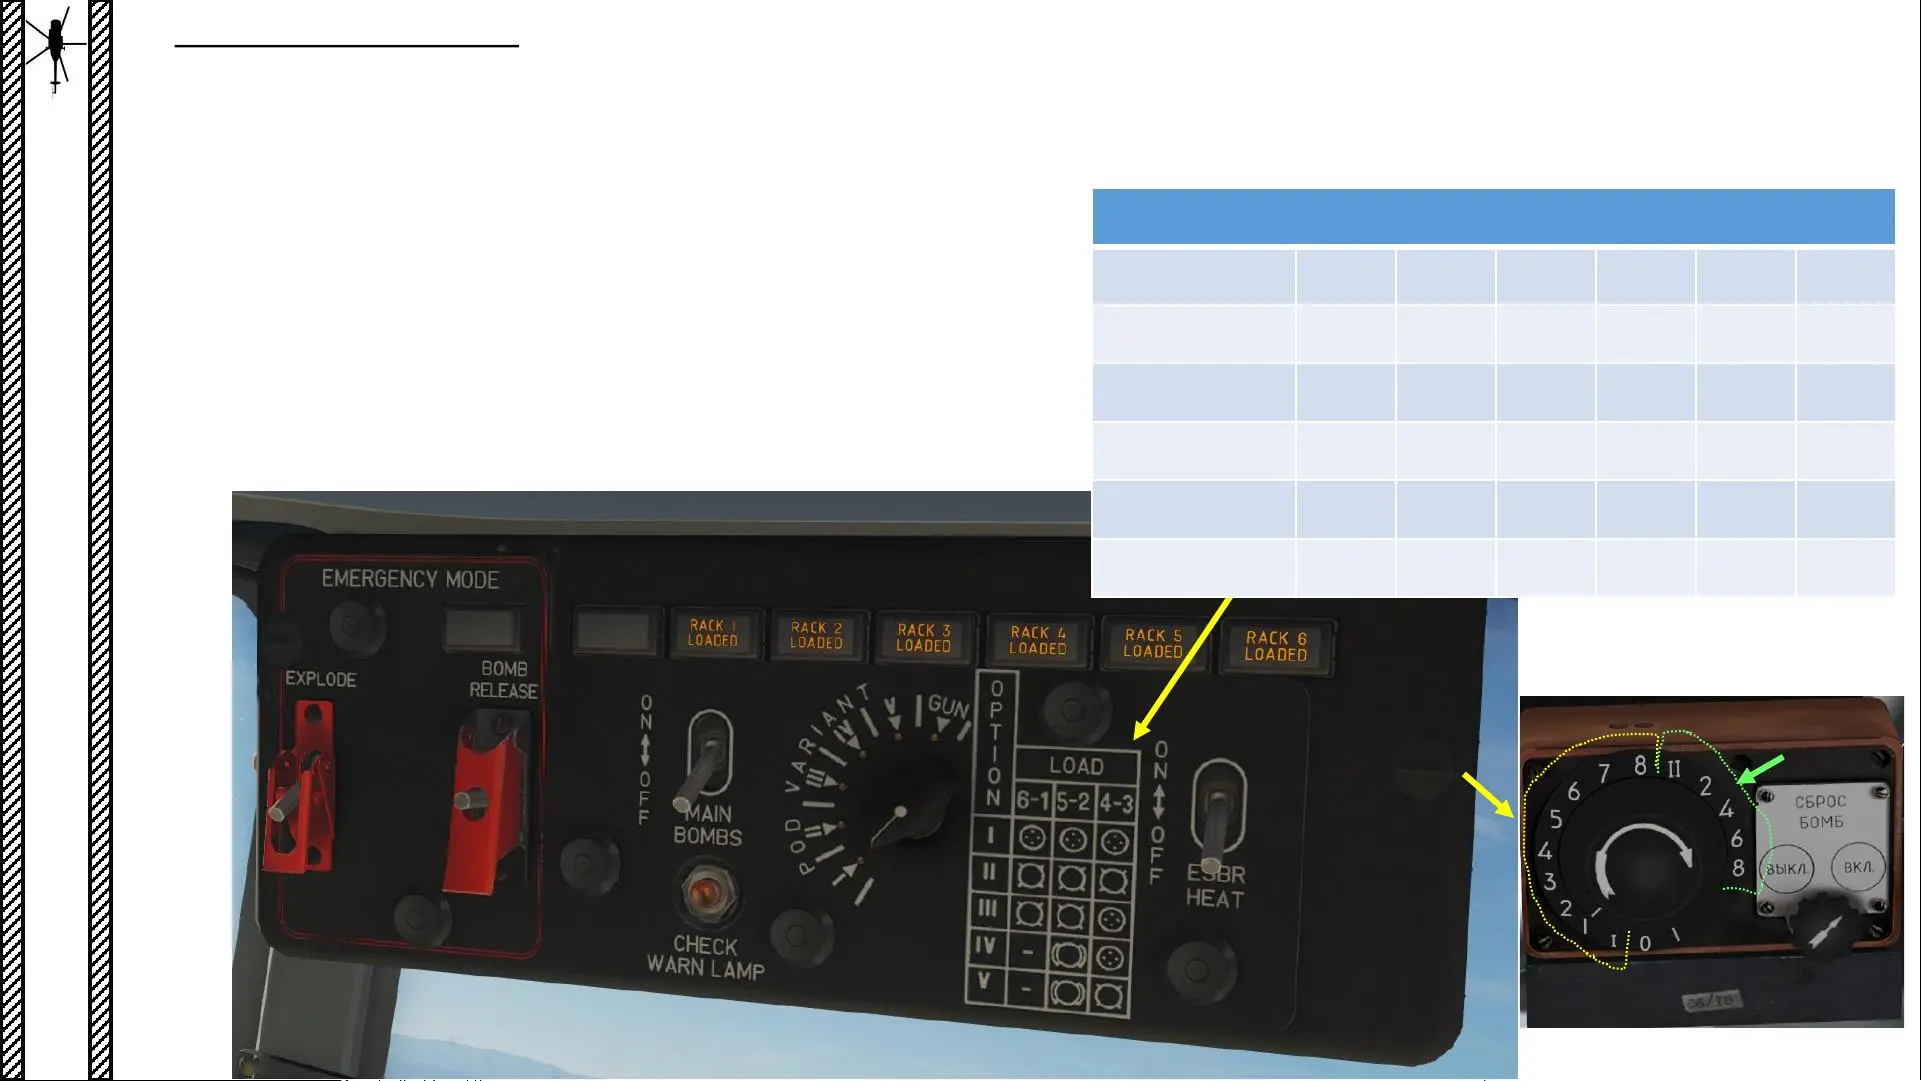 EMERGENCY MODE
EXPLODE
BOMB
RELEASE
RACK 1
LOADED
RACK 2
LOADED
RACK 3
LOADED
RACK 4
LOADED
RACK 5
LOADED
RACK 6
LOADED
ON
OFF
MAIN
BOMBS
CHECK
WARN LAMP
POD VARIANT
I
II
III
IV
V
GUN
OPTION
LOAD
6-1 5-2 4-3
I
II
III
IV -
V -
ON
OFF
ESBR
HEAT
I 1 2 3 4 5 6 7 8 II 2 4 6 8
0
СБРОС
БОМБ
ВЫКЛ. ВКЛ.